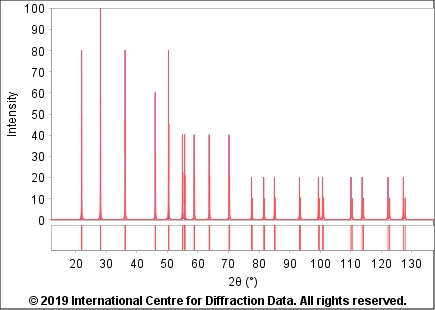 100
90
80
70
60
50
40
30
20
10
0
Intensity
20 30 40 50 60 70 80 90 100 110 120 130
2θ (°)
© 2019 International Centre for Diffraction Data. All rights reserved.